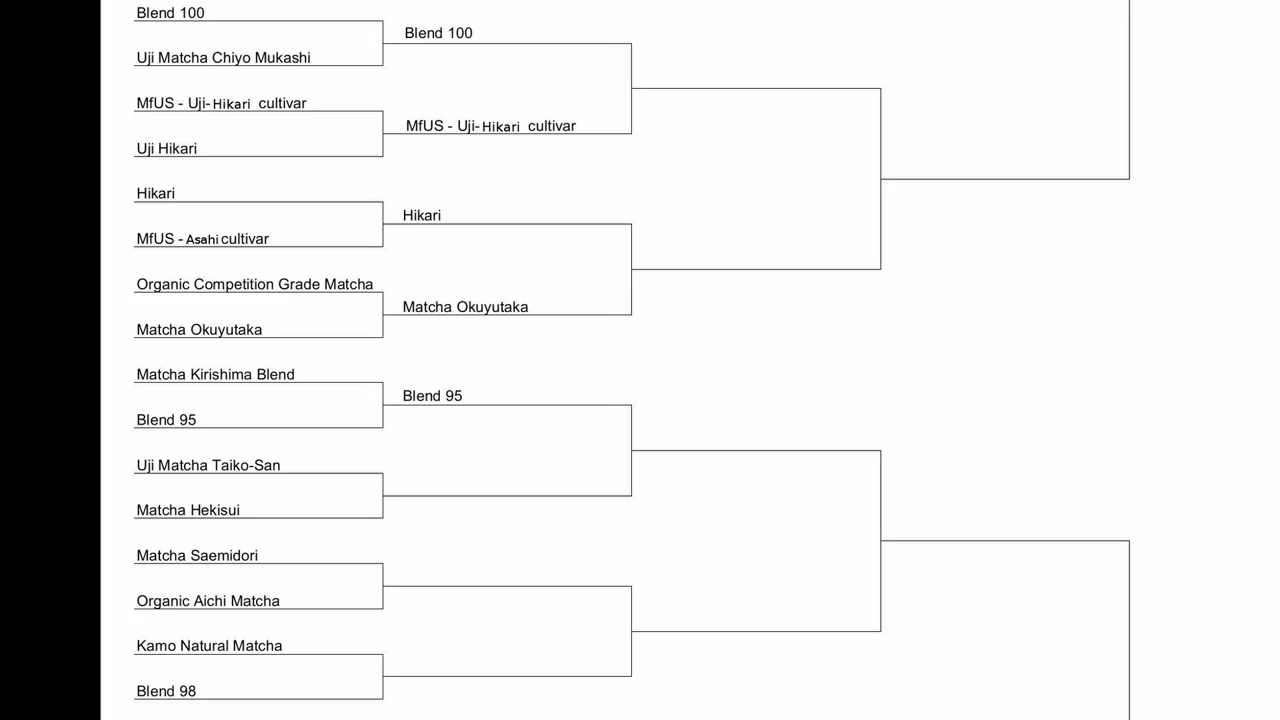 Blend 100
Uji Matcha Chiyo Mukashi
MfUS - Uji-Hikari cultivar
Uji Hikari
Hikari
MfUS - Asahi cultivar
Organic Competition Grade Matcha
Matcha Okuyutaka
Matcha Kirishima Blend
Blend 95
Uji Matcha Taiko-San
Matcha Hekisui
Matcha Saemidori
Organic Aichi Matcha
Kamo Natural Matcha
Blend 98
Blend 100
MfUS - Uji-Hikari cultivar
Hikari
Matcha Okuyutaka
Blend 95